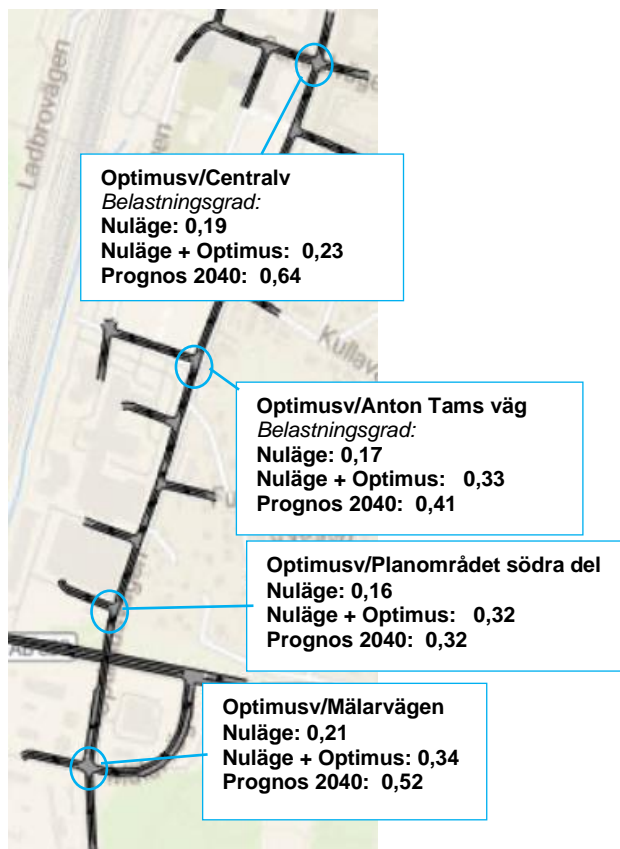 Ladbrovägen
Optimusv/Centralv
Belastningsgrad:
Nuläge: 0,19
Nuläge + Optimus: 0,23
Prognos 2040: 0,64
Optimusv/Anton Tams väg
Belastningsgrad:
Nuläge: 0,17
Nuläge + Optimus: 0,33
Prognos 2040: 0,41
Optimusv/Planområdet södra del
Nuläge: 0,16
Nuläge + Optimus: 0,32
Prognos 2040: 0,32
Optimusv/Mälarvägen
Nuläge: 0,21
Nuläge + Optimus: 0,34
Prognos 2040: 0,52